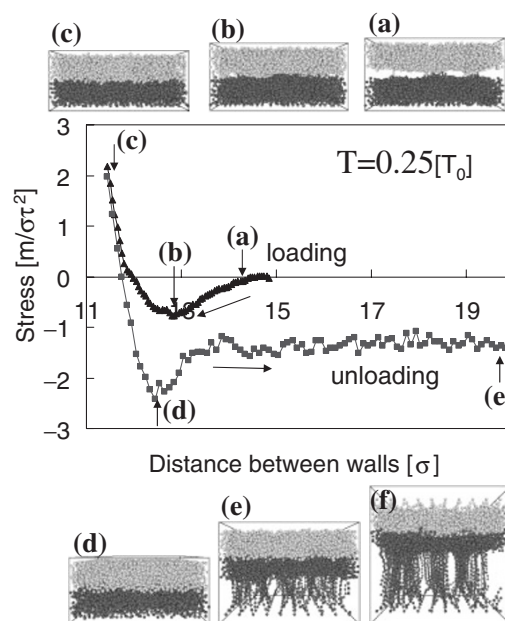 (c) (b) (a)
3
(c)
T=0.25[T₀]
2
1
(b) (a) loading
0
11 13 15 17 19
-1
unloading
(e)
-2
(d)
-3
Stress [m/στ²]
Distance between walls [σ]
(d) (e) (f)